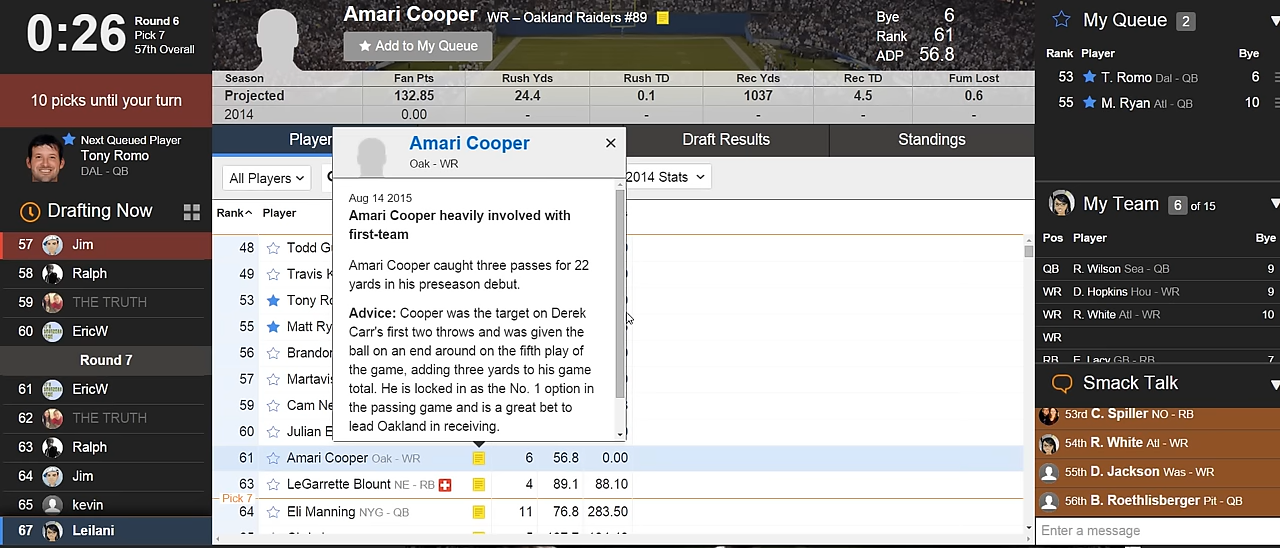 0:26
Round 6
Pick 7
57th Overall
10 picks until your turn
Next Queued Player
Tony Romo
DAL - QB
Drafting Now
57 Jim
58 Ralph
59 THE TRUTH
60 EricW
Round 7
61 EricW
62 THE TRUTH
63 Ralph
64 Jim
65 kevin
67 Leilani
Amari Cooper WR – Oakland Raiders #89
Add to My Queue
Bye 6
Rank 61
ADP 56.8
Season Fan Pts Rush Yds Rush TD Rec Yds Rec TD Fum Lost
Projected 132.85 24.4 0.1 1037 4.5 0.6
2014 0.00 - - - - -
Player Draft Results Standings
All Players 2014 Stats
Rank Player
48 Todd
49 Travis
53 Tony
55 Matt
56 Brandon
57 Martavis
59 Cam
60 Julian
61 Amari Cooper Oak - WR 6 56.8 0.00
63 LeGarrette Blount NE - RB 4 89.1 88.10
Pick 7
64 Eli Manning NYG - QB 11 76.8 283.50
Amari Cooper
Oak - WR
Aug 14 2015
Amari Cooper heavily involved with
first-team
Amari Cooper caught three passes for 22
yards in his preseason debut.
Advice: Cooper was the target on Derek
Carr's first two throws and was given the
ball on an end around on the fifth play of
the game, adding three yards to his game
total. He is locked in as the No. 1 option in
the passing game and is a great bet to
lead Oakland in receiving.
My Queue 2
Rank Player Bye
53 T. Romo Dal - QB 6
55 M. Ryan Atl - QB 10
My Team 6 of 15
Pos Player Bye
QB R. Wilson Sea - QB 9
WR D. Hopkins Hou - WR 9
WR R. White Atl - WR 10
WR
RB E. Lacy GB - RB 7
Smack Talk
53rd C. Spiller NO - RB
54th R. White Atl - WR
55th D. Jackson Was - WR
56th B. Roethlisberger Pit - QB
Enter a message